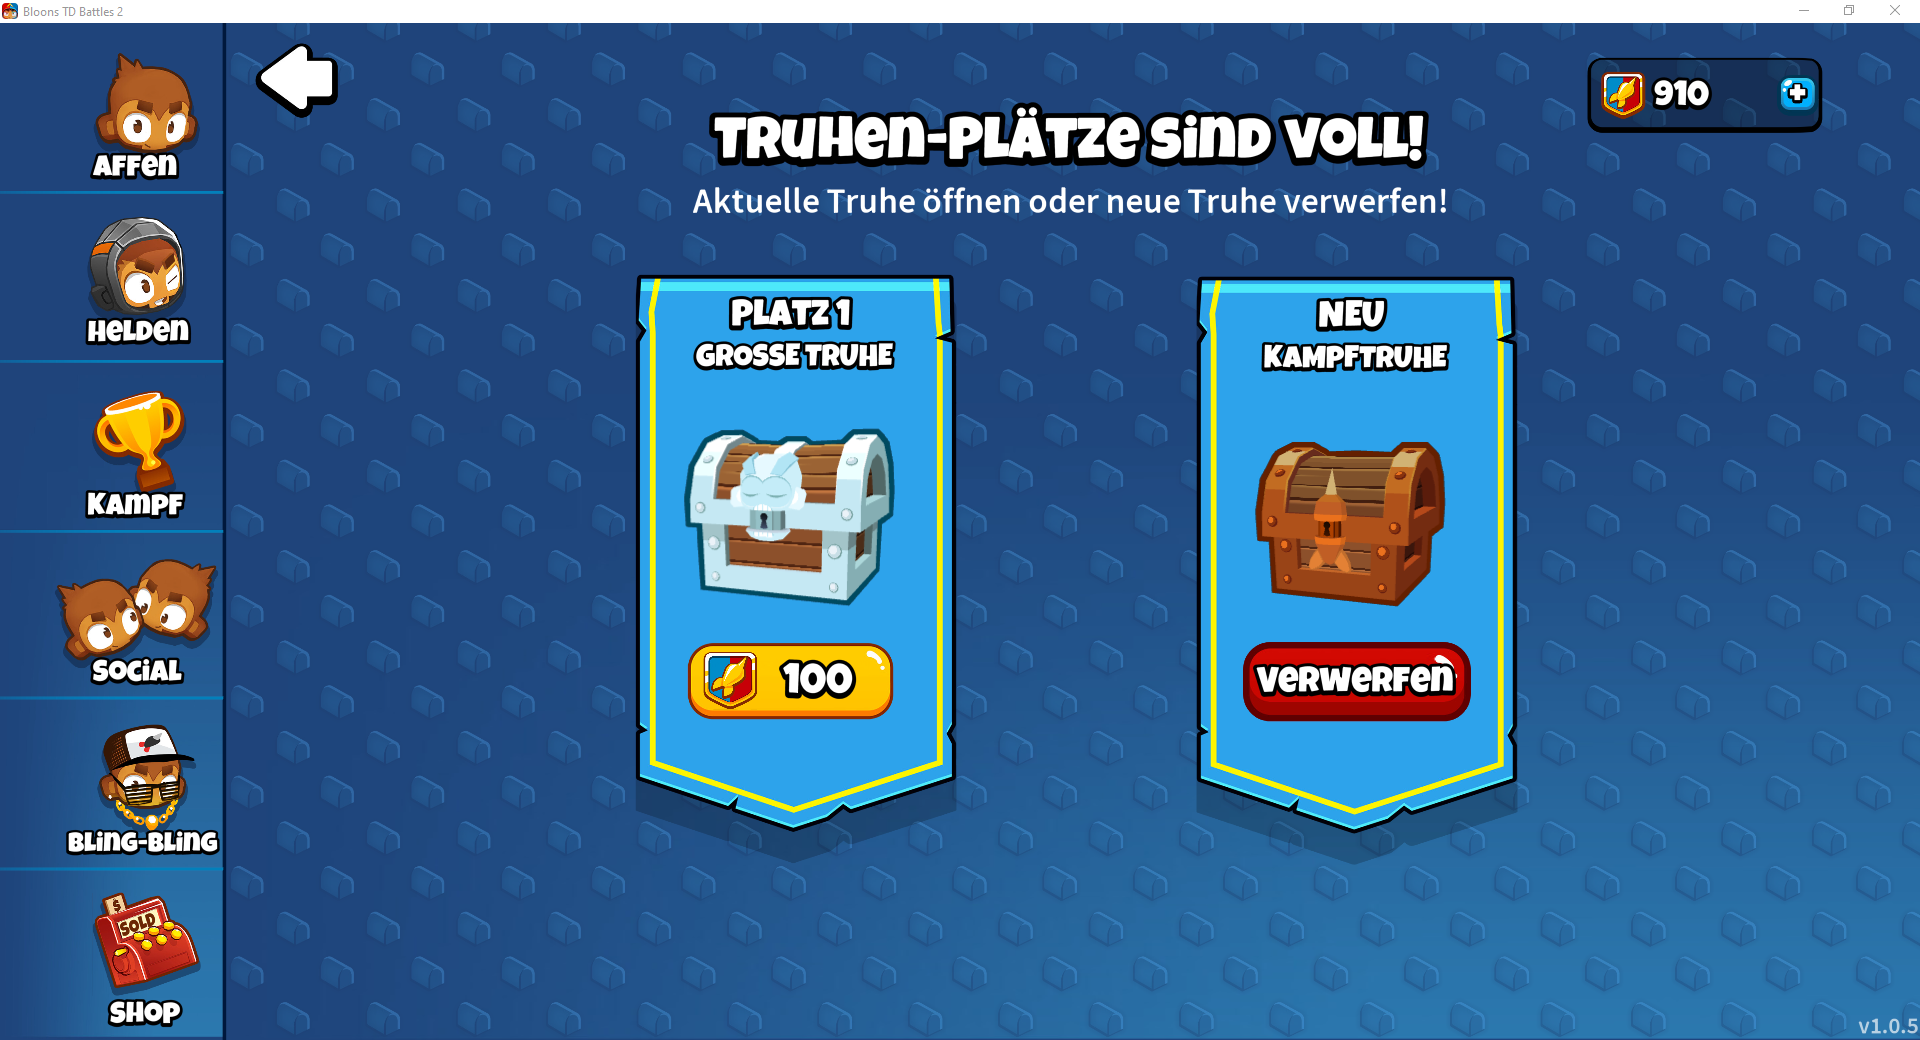 Bloons TD Battles 2
910
TRUHEN-PLÄTZE SIND VOLL!
Aktuelle Truhe öffnen oder neue Truhe verwerfen!
AFFEN
HELDEN
KAMPF
SOCIAL
BLING-BLING
SOLD
$
SHOP
PLATZ 1
GROSSE TRUHE
100
NEU
KAMPFTRUHE
VERWERFEN
v1.0.5